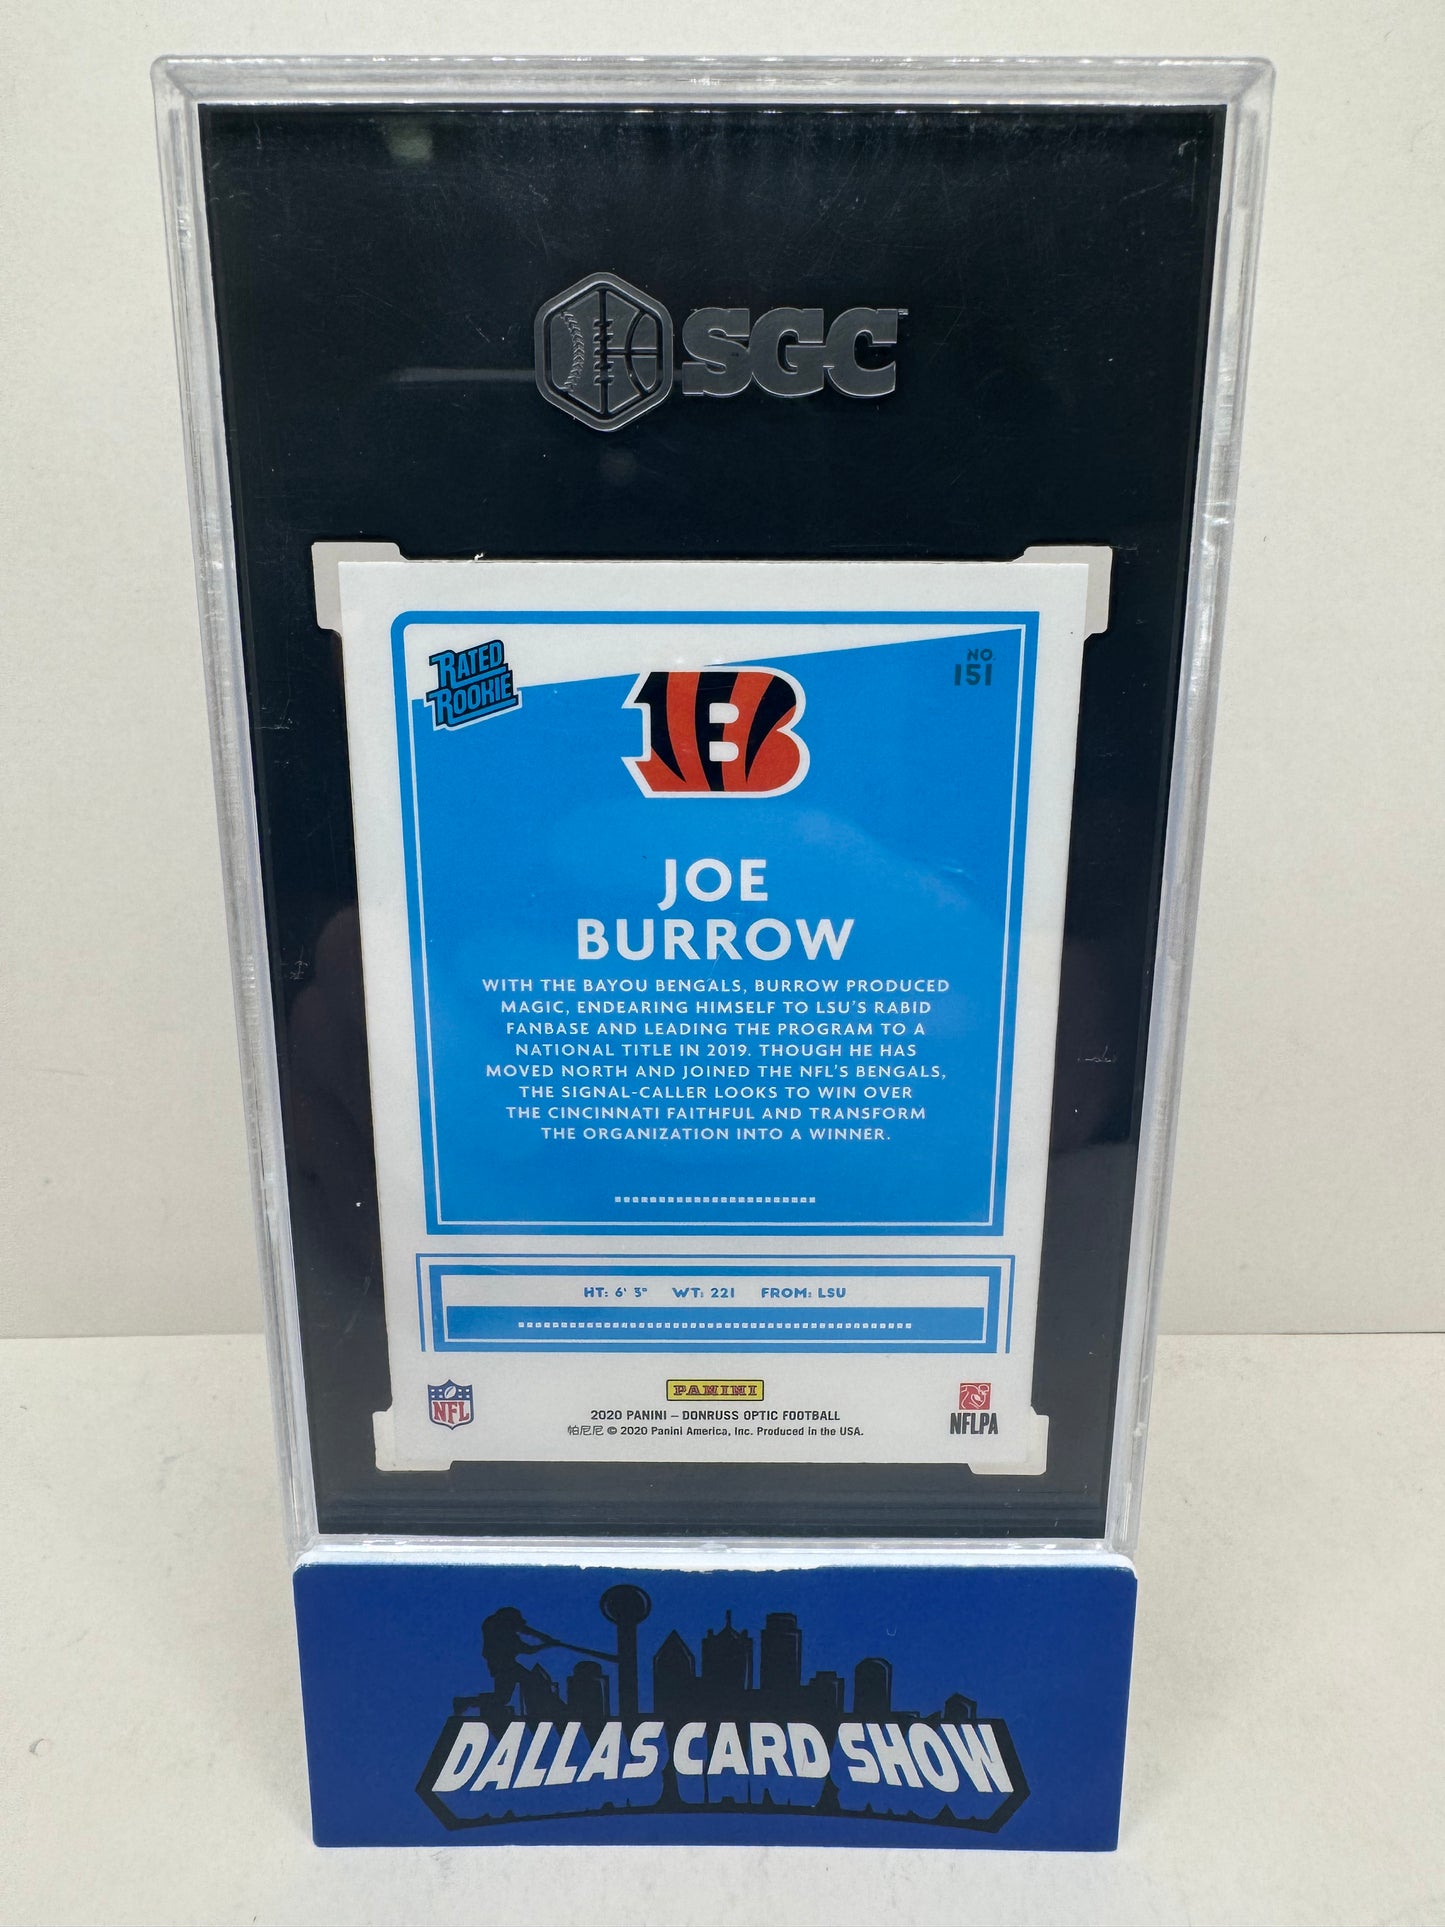 SGC
RATED
ROOKIE
NO.
151
B
JOE
BURROW
WITH THE BAYOU BENGALS, BURROW PRODUCED
MAGIC, ENDEARING HIMSELF TO LSU'S RABID
FANBASE AND LEADING THE PROGRAM TO A
NATIONAL TITLE IN 2019. THOUGH HE HAS
MOVED NORTH AND JOINED THE NFL'S BENGALS,
THE SIGNAL-CALLER LOOKS TO WIN OVER
THE CINCINNATI FAITHFUL AND TRANSFORM
THE ORGANIZATION INTO A WINNER.
HT: 6' 3" WT: 221 FROM: LSU
NFL
PANINI
2020 PANINI – DONRUSS OPTIC FOOTBALL
帕尼尼 © 2020 Panini America, Inc. Produced in the USA.
NFLPA
DALLAS CARD SHOW